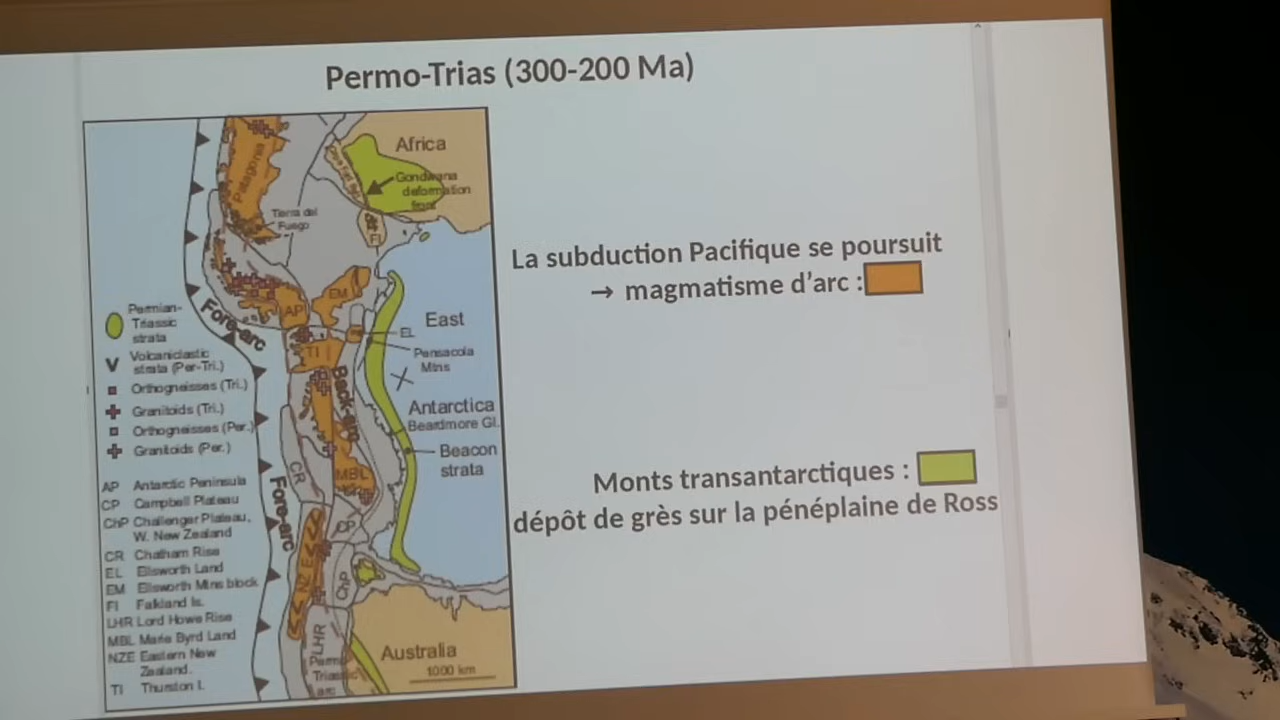 Permo-Trias (300-200 Ma)
Africa
Patagonia
Gondwana
deformation
front
Tierra del
Fuego
FI
La subduction Pacifique se poursuit
→ magmatisme d'arc :
EM
AP
Fore-arc
East
EL
Pensacola
Mtns
TI
Back-arc
Antarctica
Beardmore Gl.
Beacon
strata
CR
MBL
Fore-arc
CP
NZE
ChP
LHR
Permo
Australia
1000 km
Permian-
Triassic
strata
V Volcaniclastic
strata (Per-Tri.)
Orthogneisses (Tri.)
Granitoids (Tri.)
Orthogneisses (Per.)
Granitoids (Per.)
AP Antarctic Peninsula
CP Campbell Plateau
ChP Challenger Plateau,
W. New Zealand
CR Chatham Rise
EL Ellsworth Land
EM Ellsworth Mtns block
FI Falkland Is.
LHR Lord Howe Rise
MBL Marie Byrd Land
NZE Eastern New
Zealand.
TI Thurston I.
Monts transantarctiques :
dépôt de grès sur la pénéplaine de Ross